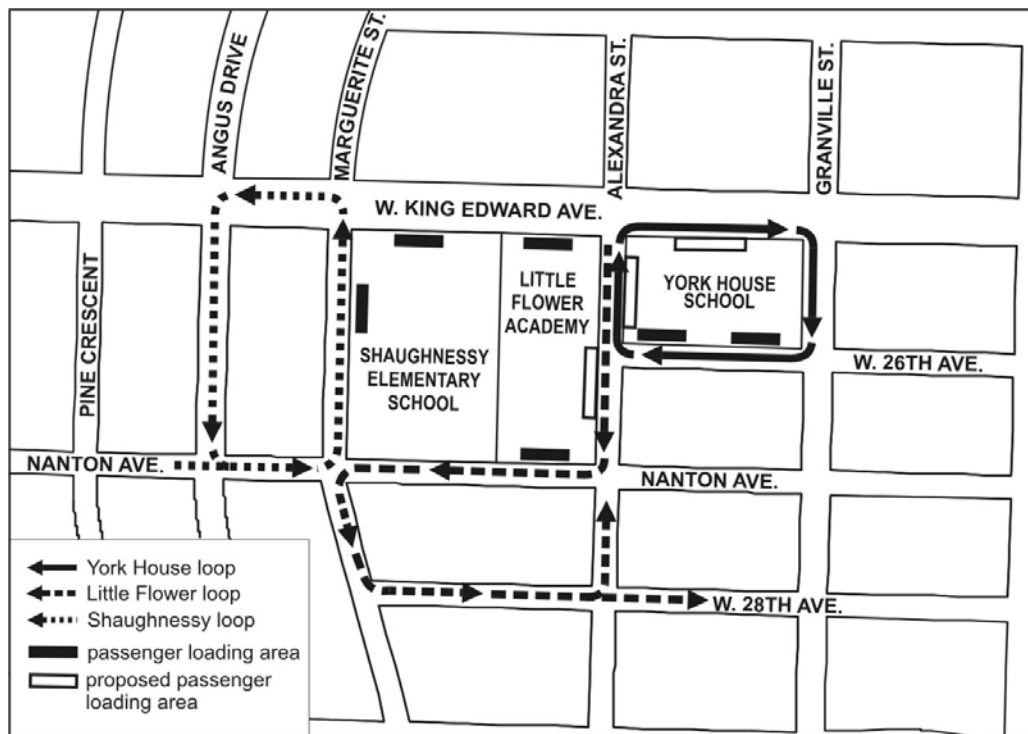 ANGUS DRIVE
MARGUERITE ST.
ALEXANDRA ST.
GRANVILLE ST.
W. KING EDWARD AVE.
PINE CRESCENT
SHAUGHNESSY
ELEMENTARY
SCHOOL
LITTLE
FLOWER
ACADEMY
YORK HOUSE
SCHOOL
W. 26TH AVE.
NANTON AVE.
NANTON AVE.
W. 28TH AVE.
York House loop
Little Flower loop
Shaughnessy loop
passenger loading area
proposed passenger
loading area